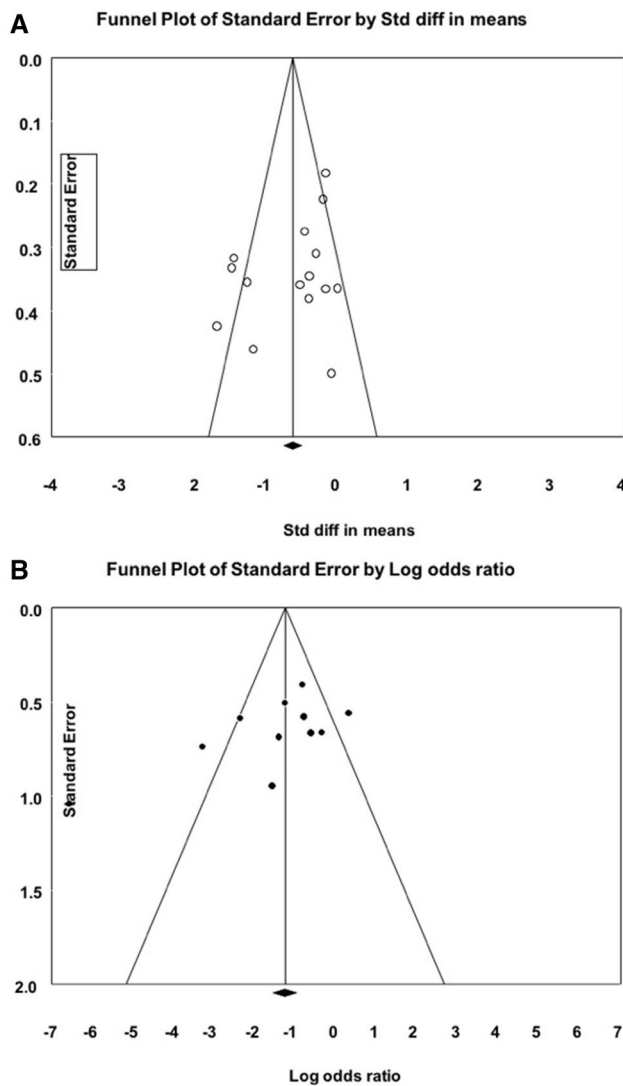 A
Funnel Plot of Standard Error by Std diff in means
0.0
0.1
0.2
0.3
0.4
0.5
0.6
Standard Error
-4 -3 2 -1 0 1 2 3 4
Std diff in means
B
Funnel Plot of Standard Error by Log odds ratio
0.0
0.5
1.0
1.5
2.0
Standard Error
-7 -6 -5 -4 -3 -2 -1 0 1 2 3 4 5 6 7
Log odds ratio